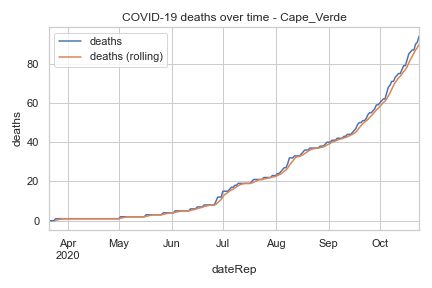 COVID-19 deaths over time - Cape_Verde
deaths
deaths (rolling)
deaths
80
60
40
20
0
Apr
2020
May
Jun
Jul
Aug
Sep
Oct
dateRep